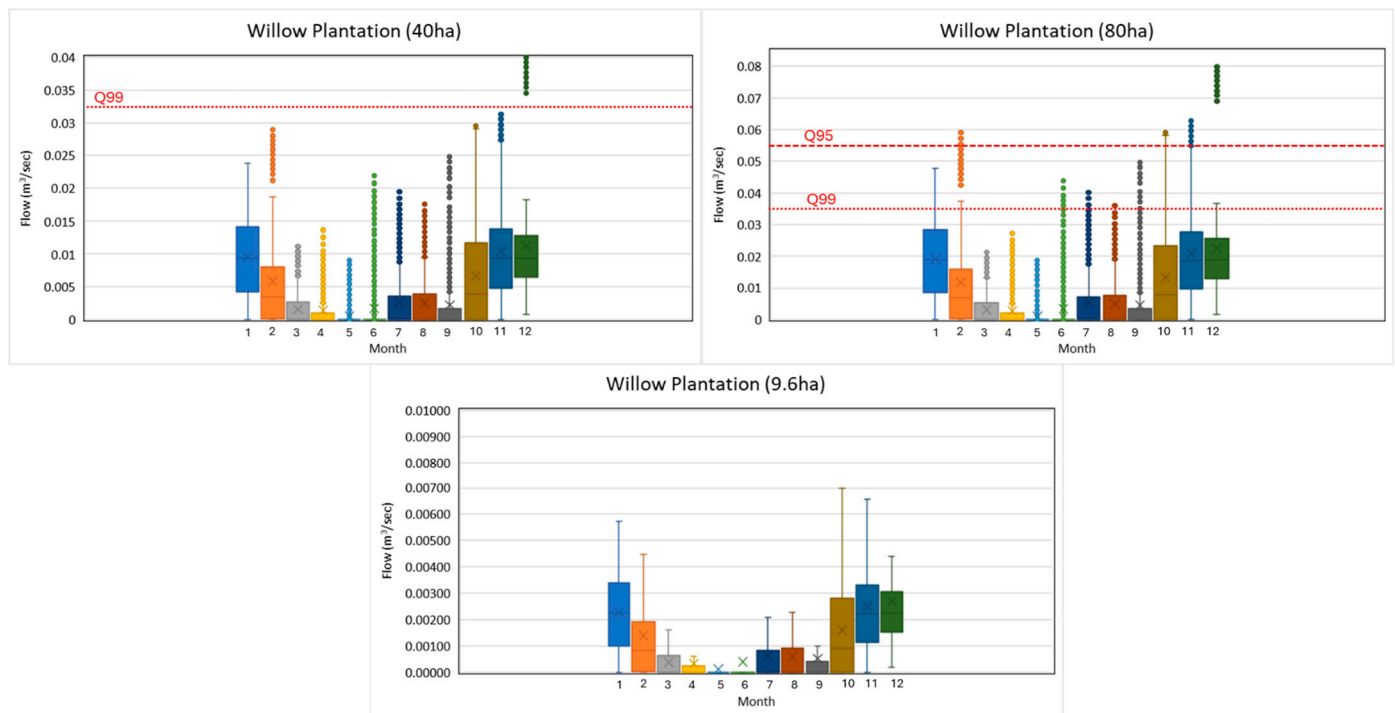 Willow Plantation (40ha)
0.04
0.035
Q99
0.03
0.025
0.02
0.015
0.01
0.005
0
Flow (m³/sec)
1 2 3 4 5 6 7 8 9 10 11 12
Month
Willow Plantation (80ha)
0.08
0.07
0.06
Q95
0.05
0.04
Q99
0.03
0.02
0.01
0
Flow (m³/sec)
1 2 3 4 5 6 7 8 9 10 11 12
Month
Willow Plantation (9.6ha)
0.01000
0.00900
0.00800
0.00700
0.00600
0.00500
0.00400
0.00300
0.00200
0.00100
0.00000
Flow (m³/sec)
1 2 3 4 5 6 7 8 9 10 11 12
Month